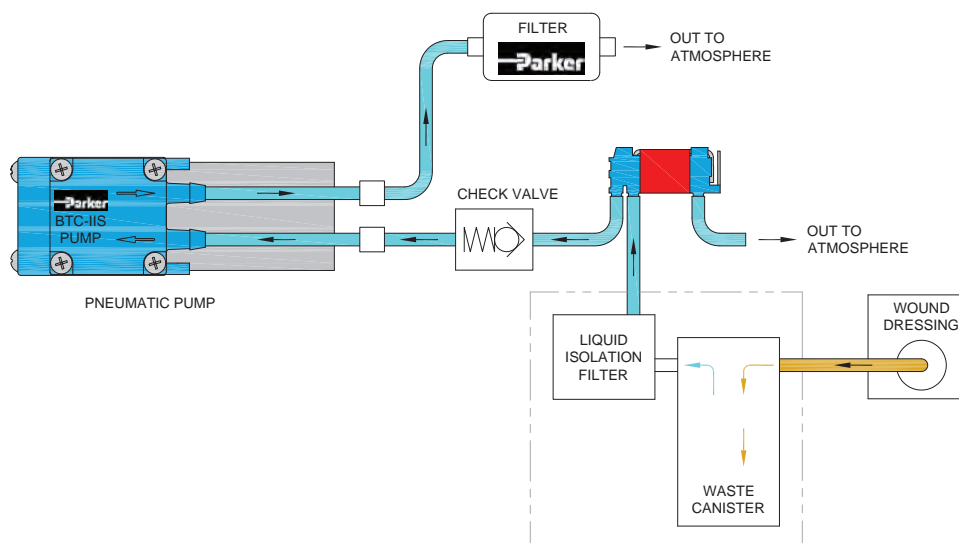 FILTER
Parker
OUT TO
ATMOSPHERE
Parker
BTC-IIS
PUMP
PNEUMATIC PUMP
CHECK VALVE
OUT TO
ATMOSPHERE
LIQUID
ISOLATION
FILTER
WOUND
DRESSING
WASTE
CANISTER